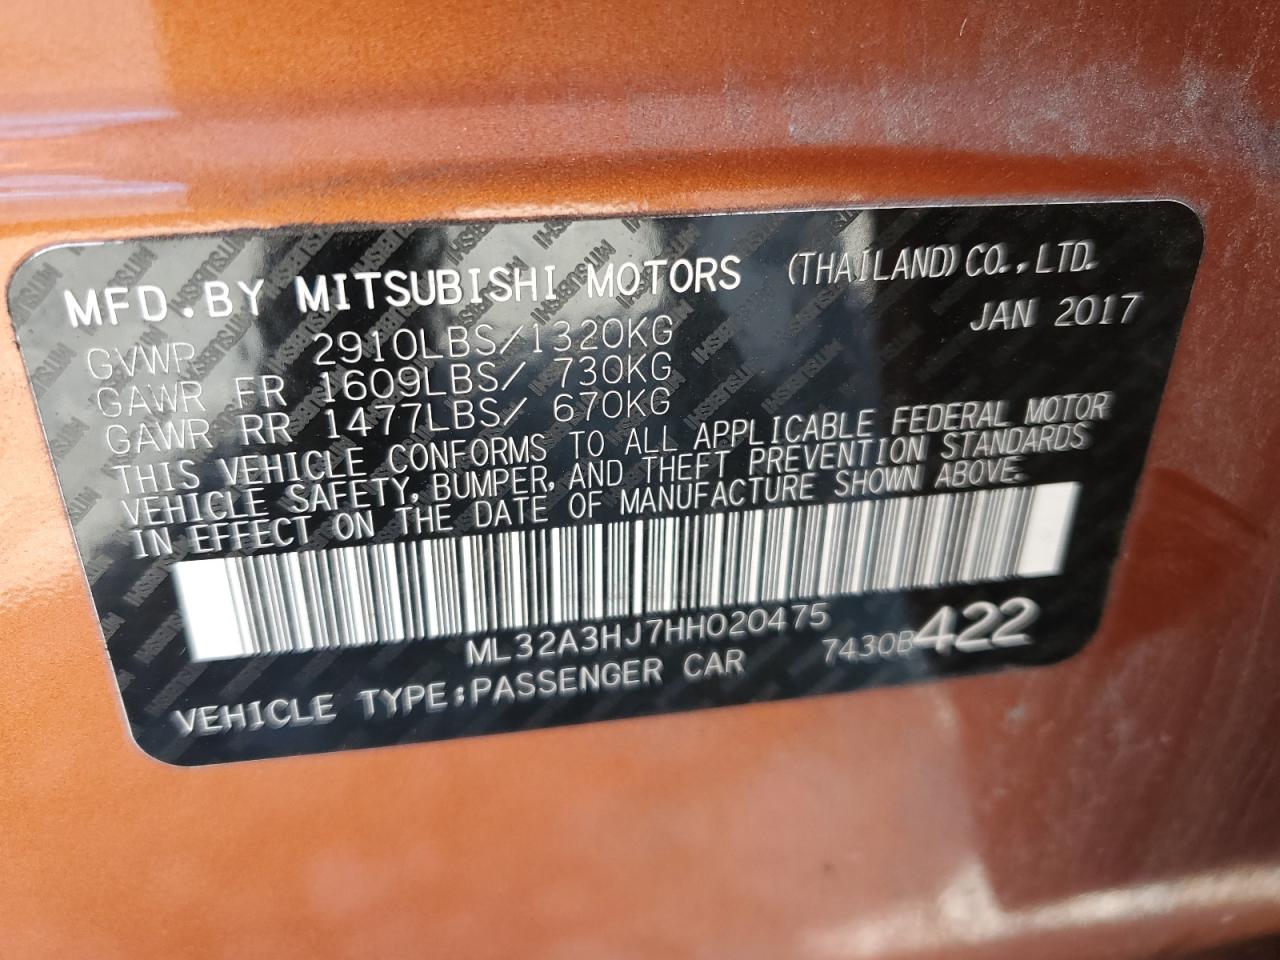 MFD.BY MITSUBISHI MOTORS (THAILAND) CO.,LTD.
JAN 2017
GVWR 2910LBS/1320KG
GAWR FR 1609LBS/ 730KG
GAWR RR 1477LBS/ 670KG
THIS VEHICLE CONFORMS TO ALL APPLICABLE FEDERAL MOTOR
VEHICLE SAFETY, BUMPER, AND THEFT PREVENTION STANDARDS
IN EFFECT ON THE DATE OF MANUFACTURE SHOWN ABOVE.
ML32A3HJ7HH020475
7430B422
VEHICLE TYPE:PASSENGER CAR